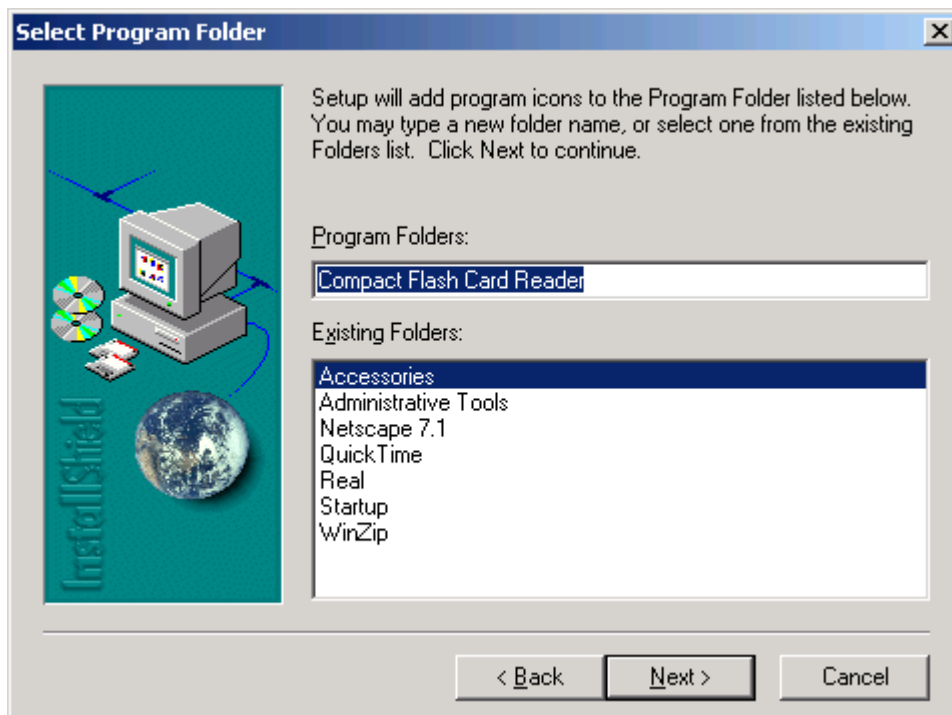 Select Program Folder
Setup will add program icons to the Program Folder listed below.
You may type a new folder name, or select one from the existing
Folders list.  Click Next to continue.
Program Folders:
Compact Flash Card Reader
Existing Folders:
Accessories
Administrative Tools
Netscape 7.1
QuickTime
Real
Startup
WinZip
InstallShield
< Back
Next >
Cancel